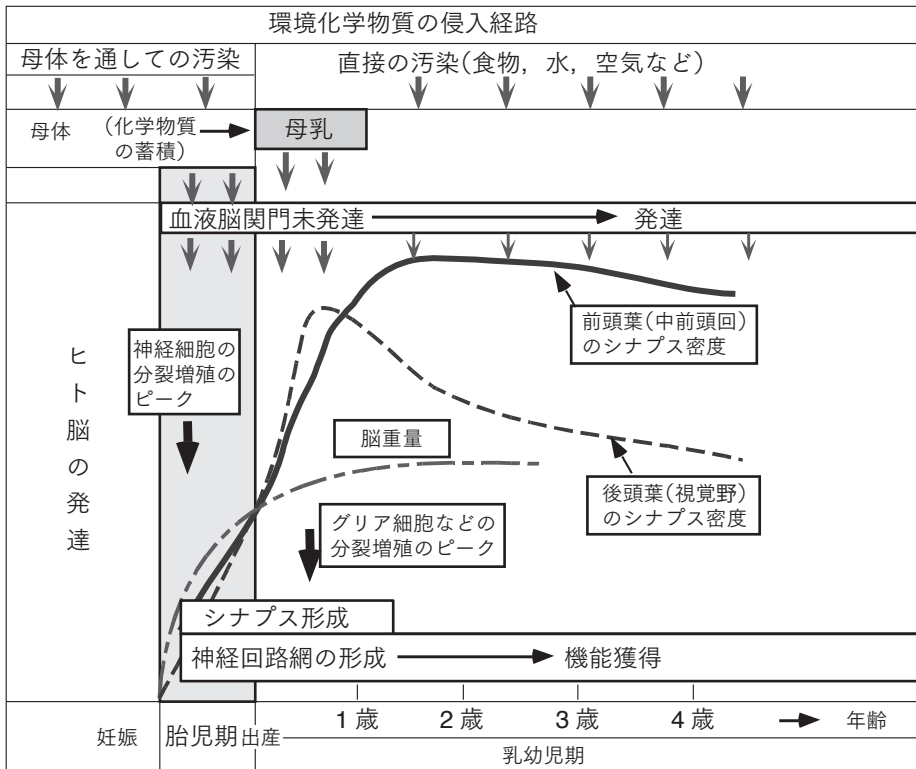 環境化学物質の侵入経路
母体を通しての汚染
直接の汚染(食物，水，空気など)
母体
(化学物質
の蓄積)
母乳
血液脳関門未発達
発達
ヒト脳の発達
神経細胞の
分裂増殖の
ピーク
前頭葉(中前頭回)
のシナプス密度
脳重量
後頭葉(視覚野)
のシナプス密度
グリア細胞などの
分裂増殖のピーク
シナプス形成
神経回路網の形成
機能獲得
1歳
2歳
3歳
4歳
年齢
妊娠
胎児期
出産
乳幼児期